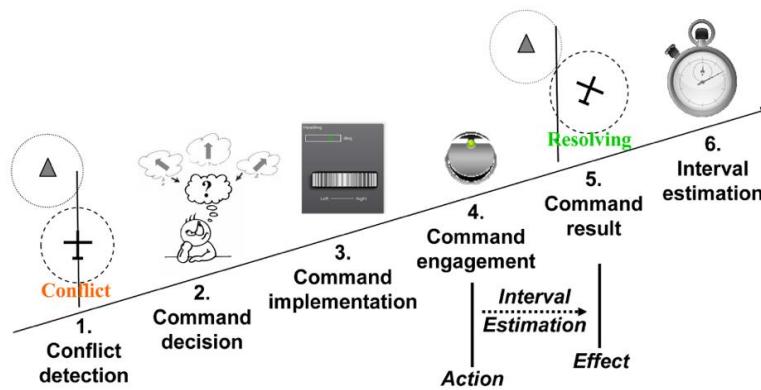 Conflict
1.
Conflict
detection
?
2.
Command
decision
Heading
deg
Left
Right
3.
Command
implementation
4.
Command
engagement
Resolving
5.
Command
result
6.
Interval
estimation
Interval
Estimation
Action
Effect